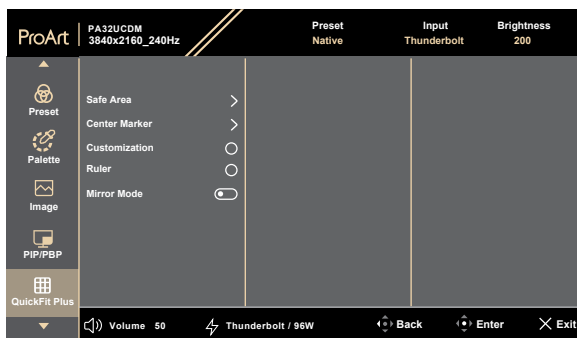 ProArt
PA32UCDM
3840x2160_240Hz
Preset
Native
Input
Thunderbolt
Brightness
200
Preset
Palette
Image
PIP/PBP
QuickFit Plus
Safe Area
Center Marker
Customization
Ruler
Mirror Mode
Volume 50
Thunderbolt / 96W
Back
Enter
Exit